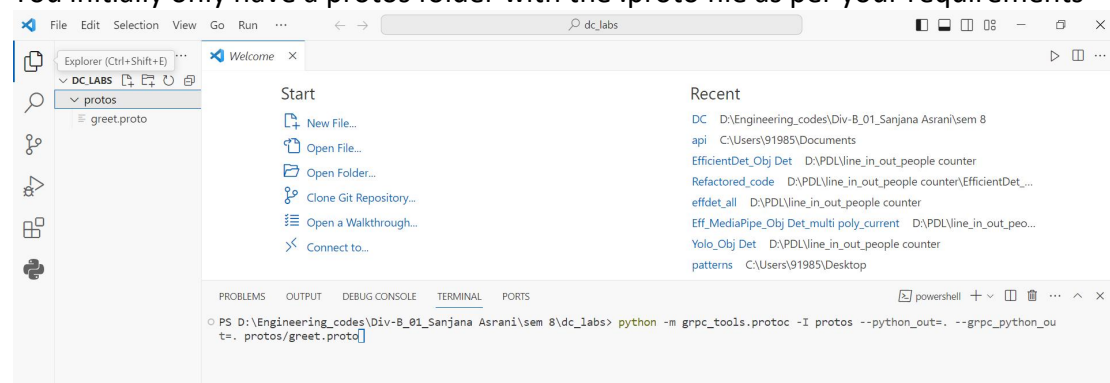 You initially only have a protos folder with the .proto file as per your requirements
File Edit Selection View Go Run ··· dc_labs
Explorer (Ctrl+Shift+E) ···
Welcome
DC_LABS
protos
greet.proto
Start
New File...
Open File...
Open Folder...
Clone Git Repository...
Open a Walkthrough...
Connect to...
Recent
DC D:\Engineering_codes\Div-B_01_Sanjana Asrani\sem 8
api C:\Users\91985\Documents
EfficientDet_Obj Det D:\PDL\line_in_out_people counter
Refactored_code D:\PDL\line_in_out_people counter\EfficientDet_...
effdet_all D:\PDL\line_in_out_people counter
Eff_MediaPipe_Obj Det_multi poly_current D:\PDL\line_in_out_peo...
Yolo_Obj Det D:\PDL\line_in_out_people counter
patterns C:\Users\91985\Desktop
PROBLEMS OUTPUT DEBUG CONSOLE TERMINAL PORTS powershell
PS D:\Engineering_codes\Div-B_01_Sanjana Asrani\sem 8\dc_labs> python -m grpc_tools.protoc -I protos --python_out=. --grpc_python_ou
t=. protos/greet.proto